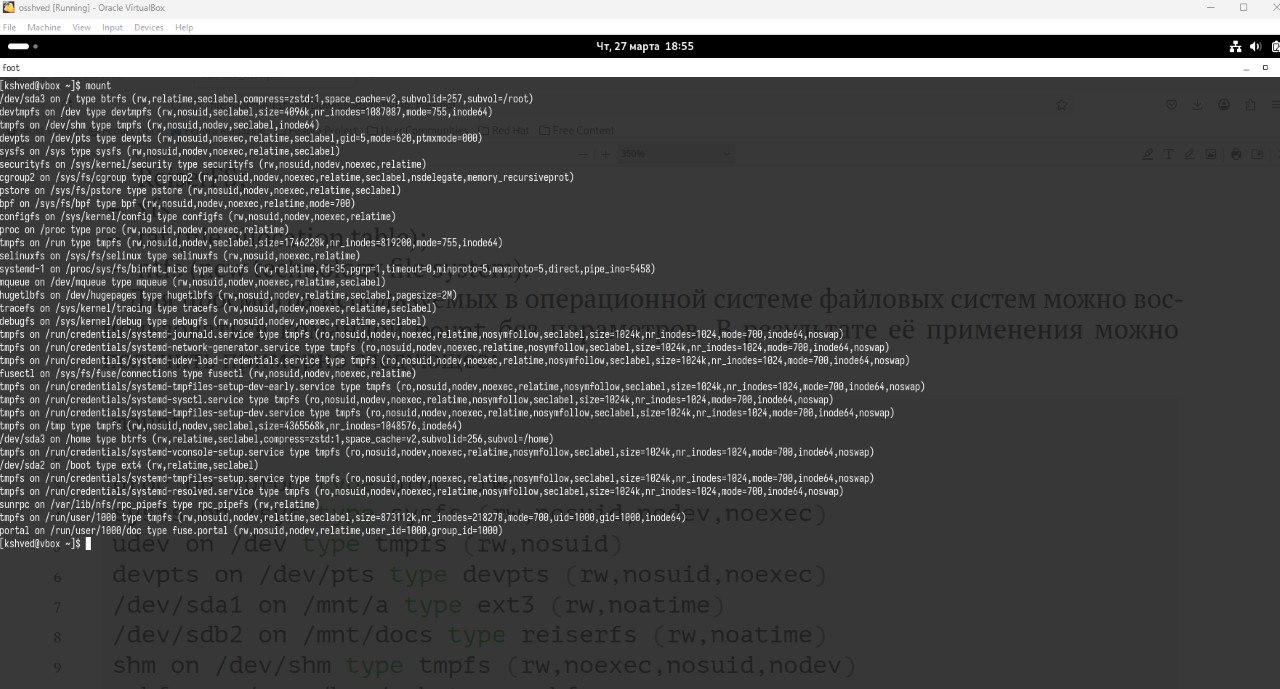 osshved [Running] - Oracle VirtualBox
File Machine View Input Devices Help
Чт, 27 марта 18:55
foot
[kshved@vbox ~]$ mount
/dev/sda3 on / type btrfs (rw,relatime,seclabel,compress=zstd:1,space_cache=v2,subvolid=257,subvol=/root)
devtmpfs on /dev type devtmpfs (rw,nosuid,seclabel,size=4096k,nr_inodes=1087087,mode=755,inode64)
tmpfs on /dev/shm type tmpfs (rw,nosuid,nodev,seclabel,inode64)
devpts on /dev/pts type devpts (rw,nosuid,noexec,relatime,seclabel,gid=5,mode=620,ptmxmode=000)
sysfs on /sys type sysfs (rw,nosuid,nodev,noexec,relatime,seclabel)
securityfs on /sys/kernel/security type securityfs (rw,nosuid,nodev,noexec,relatime)
cgroup2 on /sys/fs/cgroup type cgroup2 (rw,nosuid,nodev,noexec,relatime,seclabel,nsdelegate,memory_recursiveprot)
pstore on /sys/fs/pstore type pstore (rw,nosuid,nodev,noexec,relatime,seclabel)
bpf on /sys/fs/bpf type bpf (rw,nosuid,nodev,noexec,relatime,mode=700)
configfs on /sys/kernel/config type configfs (rw,nosuid,nodev,noexec,relatime)
proc on /proc type proc (rw,nosuid,nodev,noexec,relatime)
tmpfs on /run type tmpfs (rw,nosuid,nodev,seclabel,size=1746228k,nr_inodes=819200,mode=755,inode64)
selinuxfs on /sys/fs/selinux type selinuxfs (rw,nosuid,noexec,relatime)
systemd-1 on /proc/sys/fs/binfmt_misc type autofs (rw,relatime,fd=35,pgrp=1,timeout=0,minproto=5,maxproto=5,direct,pipe_ino=5458)
mqueue on /dev/mqueue type mqueue (rw,nosuid,nodev,noexec,relatime,seclabel)
hugetlbfs on /dev/hugepages type hugetlbfs (rw,nosuid,nodev,relatime,seclabel,pagesize=2M)
tracefs on /sys/kernel/tracing type tracefs (rw,nosuid,nodev,noexec,relatime,seclabel)
debugfs on /sys/kernel/debug type debugfs (rw,nosuid,nodev,noexec,relatime,seclabel)
tmpfs on /run/credentials/systemd-journald.service type tmpfs (ro,nosuid,nodev,noexec,relatime,nosymfollow,seclabel,size=1024k,nr_inodes=1024,mode=700,inode64,noswap)
tmpfs on /run/credentials/systemd-network-generator.service type tmpfs (ro,nosuid,nodev,noexec,relatime,nosymfollow,seclabel,size=1024k,nr_inodes=1024,mode=700,inode64,noswap)
tmpfs on /run/credentials/systemd-udev-load-credentials.service type tmpfs (ro,nosuid,nodev,noexec,relatime,nosymfollow,seclabel,size=1024k,nr_inodes=1024,mode=700,inode64,noswap)
fusectl on /sys/fs/fuse/connections type fusectl (rw,nosuid,nodev,noexec,relatime)
tmpfs on /run/credentials/systemd-tmpfiles-setup-dev-early.service type tmpfs (ro,nosuid,nodev,noexec,relatime,nosymfollow,seclabel,size=1024k,nr_inodes=1024,mode=700,inode64,noswap)
tmpfs on /run/credentials/systemd-sysctl.service type tmpfs (ro,nosuid,nodev,noexec,relatime,nosymfollow,seclabel,size=1024k,nr_inodes=1024,mode=700,inode64,noswap)
tmpfs on /run/credentials/systemd-tmpfiles-setup-dev.service type tmpfs (ro,nosuid,nodev,noexec,relatime,nosymfollow,seclabel,size=1024k,nr_inodes=1024,mode=700,inode64,noswap)
tmpfs on /tmp type tmpfs (rw,nosuid,nodev,seclabel,size=4365568k,nr_inodes=1048576,inode64)
/dev/sda3 on /home type btrfs (rw,relatime,seclabel,compress=zstd:1,space_cache=v2,subvolid=256,subvol=/home)
tmpfs on /run/credentials/systemd-vconsole-setup.service type tmpfs (ro,nosuid,nodev,noexec,relatime,nosymfollow,seclabel,size=1024k,nr_inodes=1024,mode=700,inode64,noswap)
/dev/sda2 on /boot type ext4 (rw,relatime,seclabel)
tmpfs on /run/credentials/systemd-tmpfiles-setup.service type tmpfs (ro,nosuid,nodev,noexec,relatime,nosymfollow,seclabel,size=1024k,nr_inodes=1024,mode=700,inode64,noswap)
tmpfs on /run/credentials/systemd-resolved.service type tmpfs (ro,nosuid,nodev,noexec,relatime,nosymfollow,seclabel,size=1024k,nr_inodes=1024,mode=700,inode64,noswap)
sunrpc on /var/lib/nfs/rpc_pipefs type rpc_pipefs (rw,relatime)
tmpfs on /run/user/1000 type tmpfs (rw,nosuid,nodev,relatime,seclabel,size=873112k,nr_inodes=218278,mode=700,uid=1000,gid=1000,inode64)
portal on /run/user/1000/doc type fuse.portal (rw,nosuid,nodev,relatime,user_id=1000,group_id=1000)
[kshved@vbox ~]$
User Communities Red Hat Free Content
350%
в операционной системе файловых систем можно вос-
без параметров. В результате её применения можно
udev on /dev type tmpfs (rw,nosuid)
6 devpts on /dev/pts type devpts (rw,nosuid,noexec)
7 /dev/sda1 on /mnt/a type ext3 (rw,noatime)
8 /dev/sdb2 on /mnt/docs type reiserfs (rw,noatime)
9 shm on /dev/shm type tmpfs (rw,noexec,nosuid,nodev)